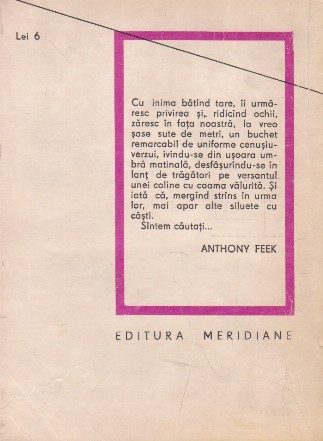 Lei 6
Cu inima bătînd tare, îi urmă-
resc privirea și, ridicînd ochii,
zăresc în fața noastră, la vreo
șase sute de metri, un buchet
remarcabil de uniforme cenușiu-
verzui, ivindu-se din ușoara um-
bră matinală, desfășurîndu-se în
lanț de trăgători pe versantul
unei coline cu coama vălurită. Și
iată că, mergînd strîns în urma
lor, mai apar alte siluete cu
căști.
Sîntem căutați...
ANTHONY FEEK
EDITURA MERIDIANE